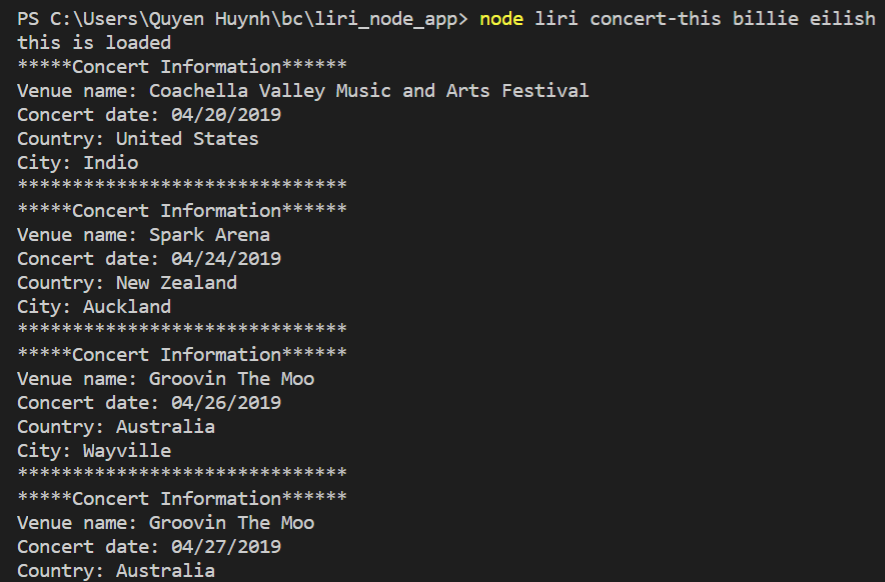 PS C:\Users\Quyen Huynh\bc\liri_node_app> node liri concert-this billie eilish
this is loaded
*****Concert Information******
Venue name: Coachella Valley Music and Arts Festival
Concert date: 04/20/2019
Country: United States
City: Indio
******************************
*****Concert Information******
Venue name: Spark Arena
Concert date: 04/24/2019
Country: New Zealand
City: Auckland
******************************
*****Concert Information******
Venue name: Groovin The Moo
Concert date: 04/26/2019
Country: Australia
City: Wayville
******************************
*****Concert Information******
Venue name: Groovin The Moo
Concert date: 04/27/2019
Country: Australia